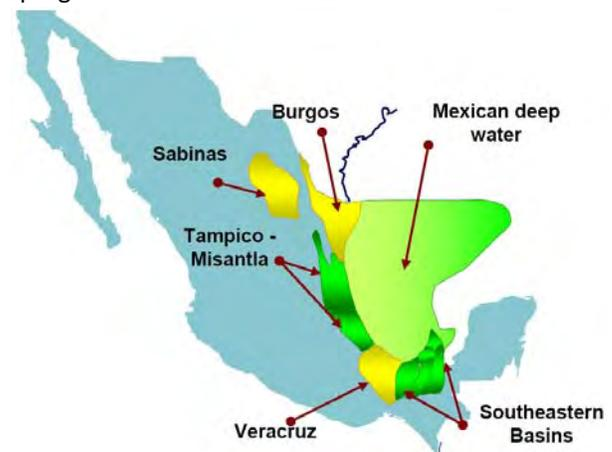 Burgos
Mexican deep
water
Sabinas
Tampico -
Misantla
Veracruz
Southeastern
Basins